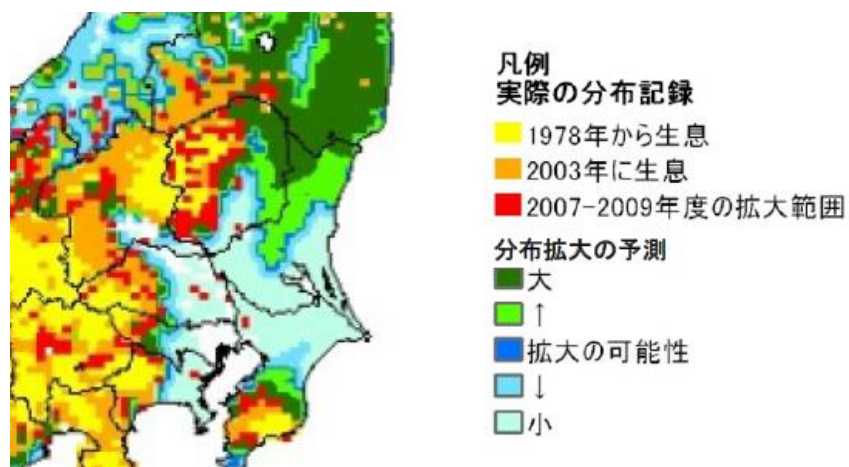 凡例
実際の分布記録
1978年から生息
2003年に生息
2007-2009年度の拡大範囲
分布拡大の予測
大
↑
拡大の可能性
↓
小